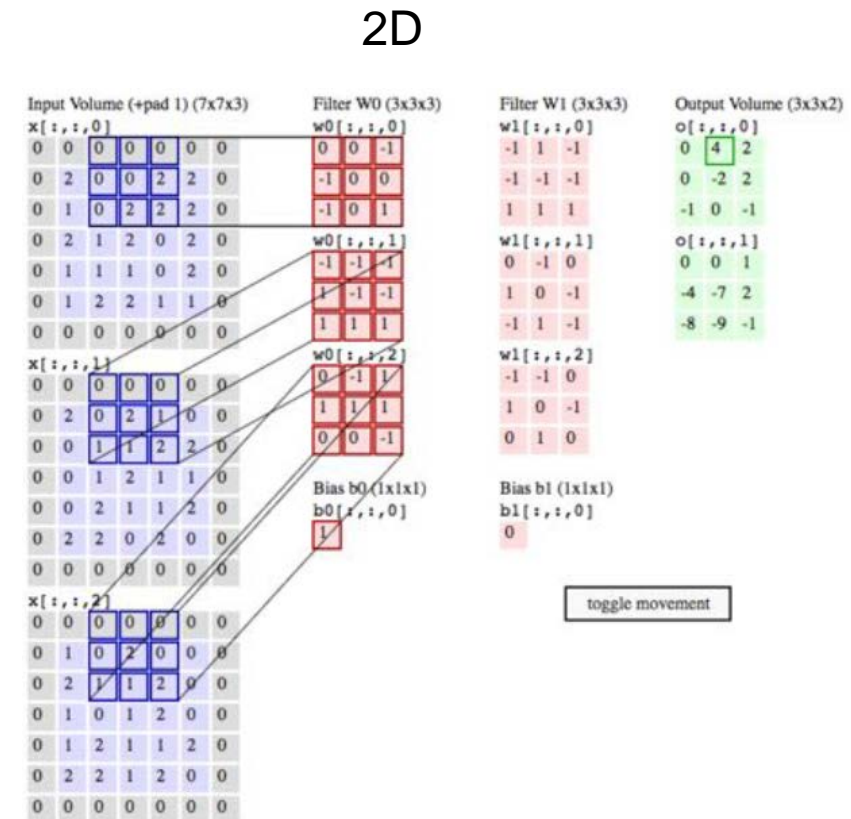 2D
Input Volume (+pad 1) (7x7x3)
x[:,:,0]
0 0 0 0 0 0 0
0 2 0 0 2 2 0
0 1 0 2 2 2 0
0 2 1 2 0 2 0
0 1 1 1 0 2 0
0 1 2 2 1 1 0
0 0 0 0 0 0 0
x[:,:,1]
0 0 0 0 0 0 0
0 2 0 2 1 0 0
0 0 1 1 2 2 0
0 0 1 2 1 1 0
0 0 2 1 1 2 0
0 2 2 0 2 0 0
0 0 0 0 0 0 0
x[:,:,2]
0 0 0 0 0 0 0
0 1 0 2 0 0 0
0 2 1 1 2 0 0
0 1 0 1 2 0 0
0 1 2 1 1 2 0
0 2 2 1 2 0 0
0 0 0 0 0 0 0
Filter W0 (3x3x3)
w0[:,:,0]
0 0 -1
-1 0 0
-1 0 1
w0[:,:,1]
-1 -1 -1
1 -1 -1
1 1 1
w0[:,:,2]
0 -1 1
1 1 1
0 0 -1
Bias b0 (1x1x1)
b0[:,:,0]
1
Filter W1 (3x3x3)
w1[:,:,0]
-1 1 -1
-1 -1 -1
1 1 1
w1[:,:,1]
0 -1 0
1 0 -1
-1 1 -1
w1[:,:,2]
-1 -1 0
1 0 -1
0 1 0
Bias b1 (1x1x1)
b1[:,:,0]
0
Output Volume (3x3x2)
o[:,:,0]
0 4 2
0 -2 2
-1 0 -1
o[:,:,1]
0 0 1
-4 -7 2
-8 -9 -1
toggle movement